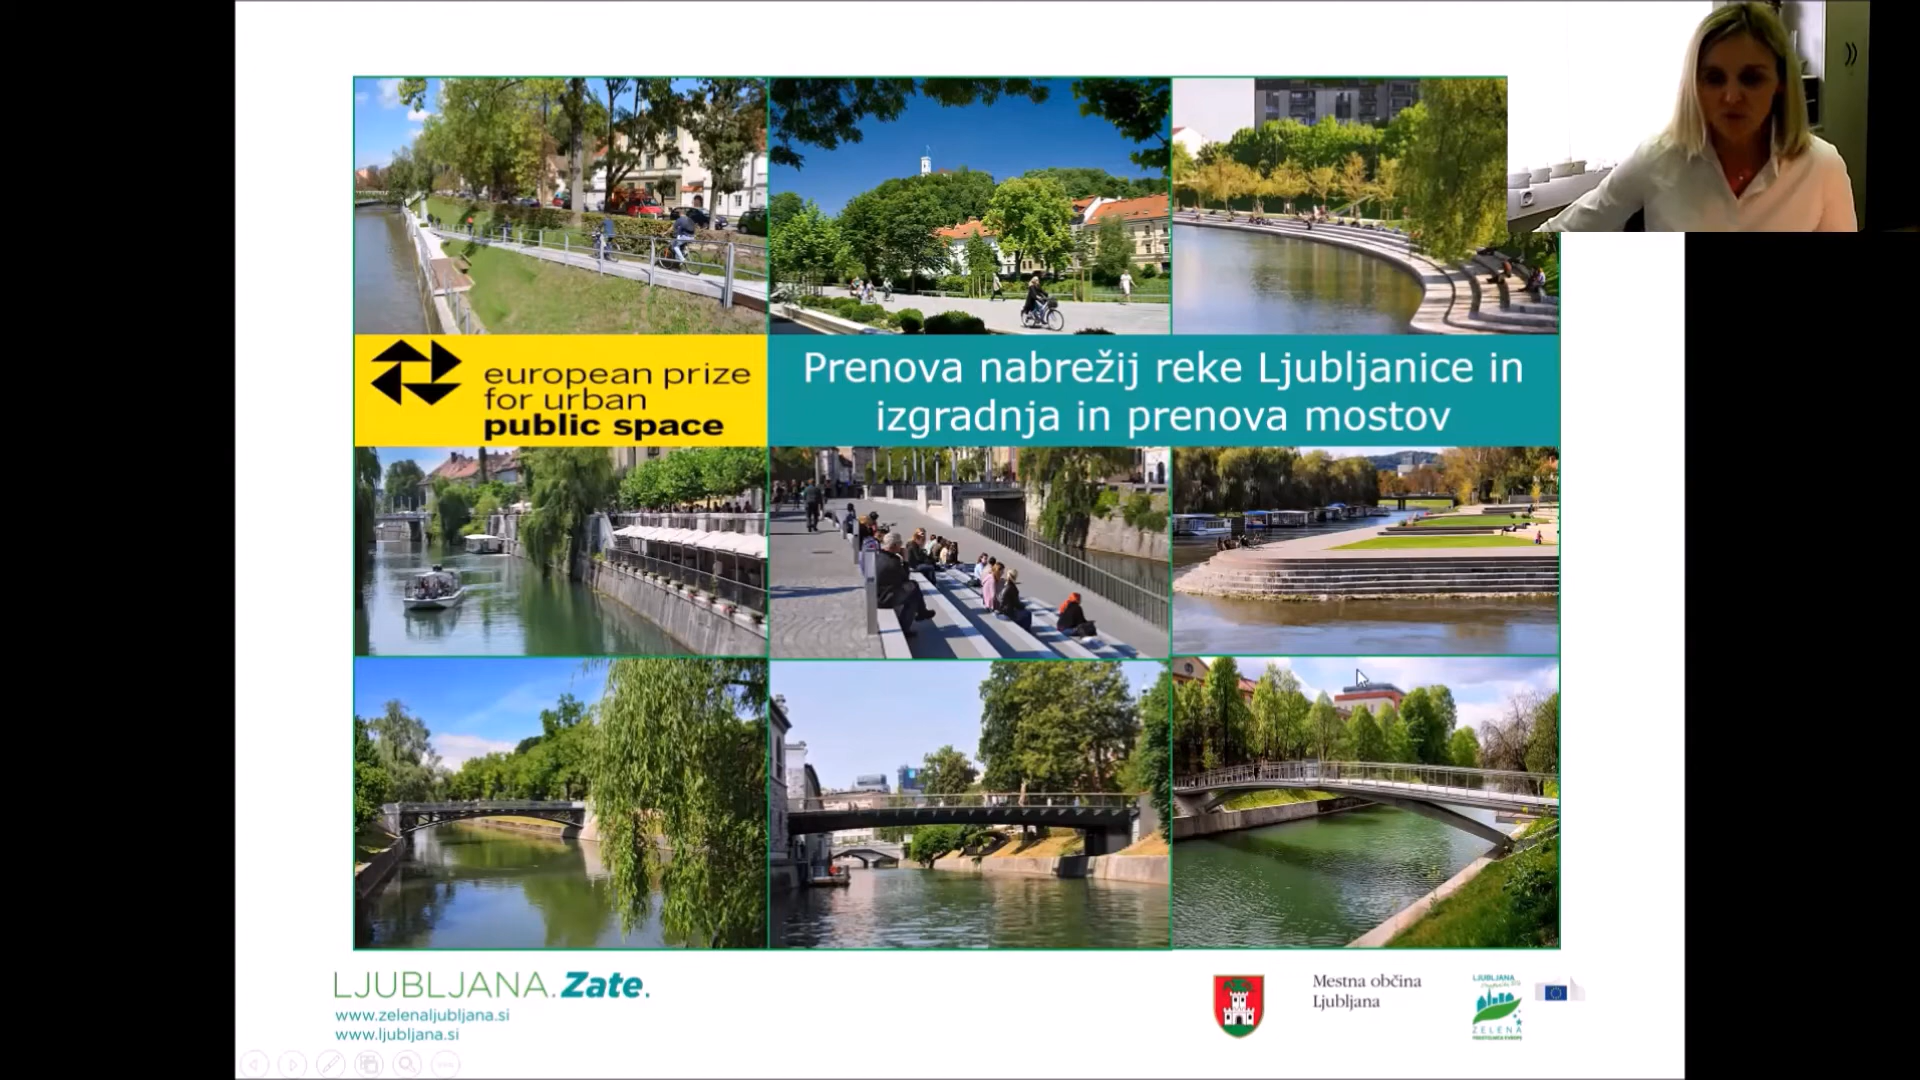 european prize
for urban
public space
Prenova nabrežij reke Ljubljanice in
izgradnja in prenova mostov
LJUBLJANA.Zate.
www.zelenaljubljana.si
www.ljubljana.si
Mestna občina
Ljubljana
LJUBLJANA
ZELENA